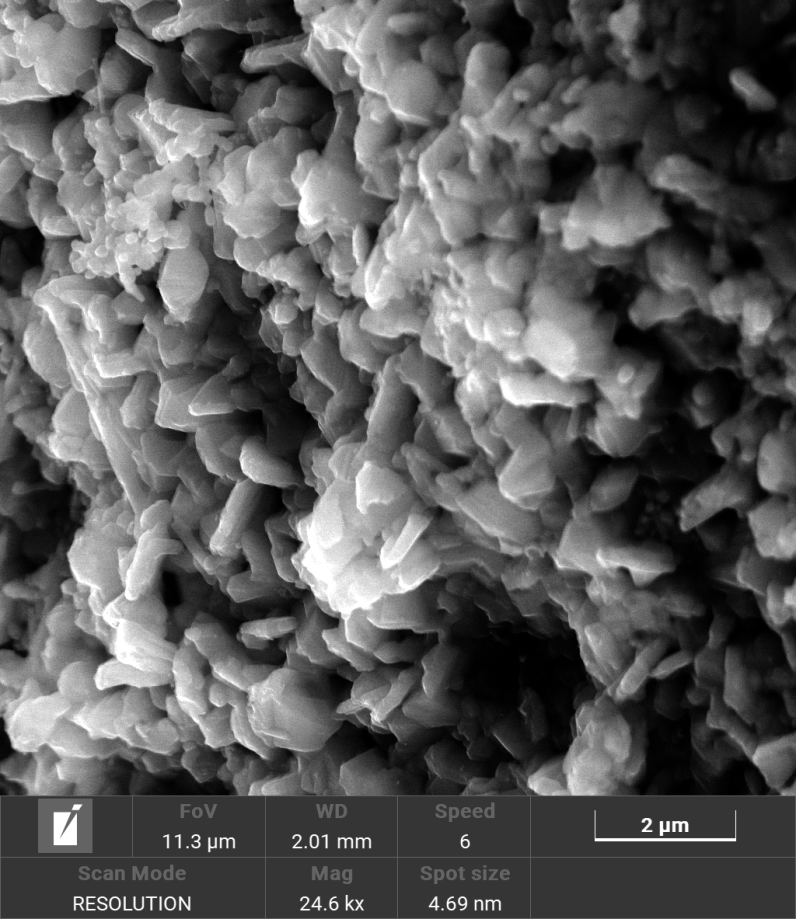 FoV WD Speed
11.3 µm 2.01 mm 6
2 µm
Scan Mode Mag Spot size
RESOLUTION 24.6 kx 4.69 nm